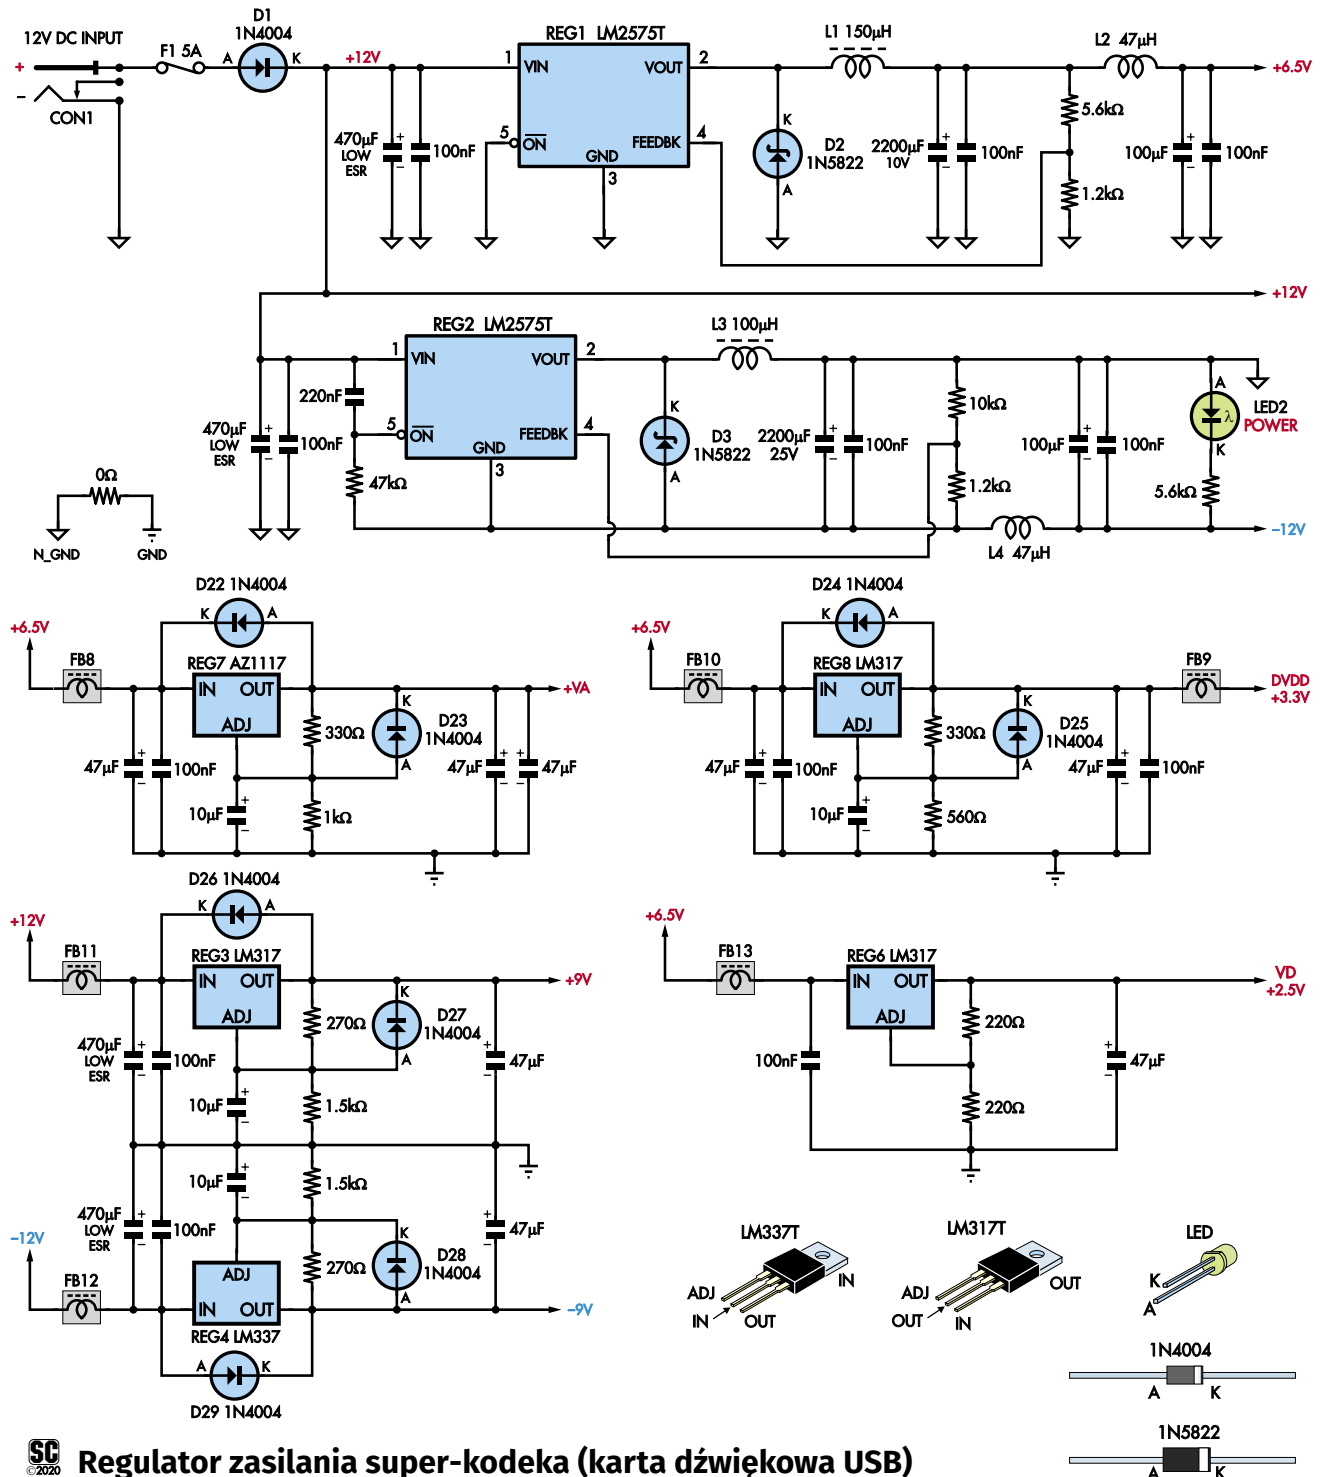 12V DC INPUT
+
–
CON1
F1 5A
D1
1N4004
A
K
+12V
470µF
LOW
ESR
+
–
100nF
REG1 LM2575T
1
VIN
VOUT
2
5
ON
FEEDBK
4
GND
3
K
D2
1N5822
A
L1 150µH
2200µF
10V
+
–
100nF
5.6kΩ
1.2kΩ
L2 47µH
100µF
+
–
100nF
+6.5V
+12V
REG2 LM2575T
1
VIN
VOUT
2
220nF
5
ON
FEEDBK
4
GND
3
470µF
LOW
ESR
+
–
100nF
47kΩ
K
D3
1N5822
A
L3 100µH
2200µF
25V
+
–
100nF
10kΩ
1.2kΩ
L4 47µH
100µF
+
–
100nF
A
λ
LED2
POWER
K
5.6kΩ
–12V
0Ω
N_GND
GND
D22 1N4004
K
A
+6.5V
FB8
REG7 AZ1117
IN
OUT
ADJ
+VA
47µF
+
–
100nF
10µF
+
–
330Ω
1kΩ
K
D23
1N4004
A
47µF
+
–
+
47µF
D24 1N4004
K
A
+6.5V
FB10
REG8 LM317
IN
OUT
ADJ
FB9
DVDD
+3.3V
47µF
+
–
100nF
10µF
+
–
330Ω
560Ω
K
D25
1N4004
A
47µF
+
–
100nF
D26 1N4004
K
A
+12V
FB11
REG3 LM317
IN
OUT
ADJ
+9V
470µF
LOW
ESR
+
–
100nF
10µF
+
–
270Ω
1.5kΩ
K
D27
1N4004
A
+
47µF
–
10µF
+
–
1.5kΩ
470µF
LOW
ESR
+
–
100nF
270Ω
K
D28
1N4004
A
+
47µF
–
–12V
FB12
ADJ
IN
OUT
REG4 LM337
–9V
A
K
D29 1N4004
+6.5V
FB13
REG6 LM317
IN
OUT
ADJ
VD
+2.5V
100nF
220Ω
220Ω
+
47µF
–
LM337T
ADJ
IN
OUT
IN
LM317T
ADJ
OUT
IN
OUT
LED
K
A
1N4004
A
K
1N5822
A
K
SC
©2020
Regulator zasilania super-kodeka (karta dźwiękowa USB)